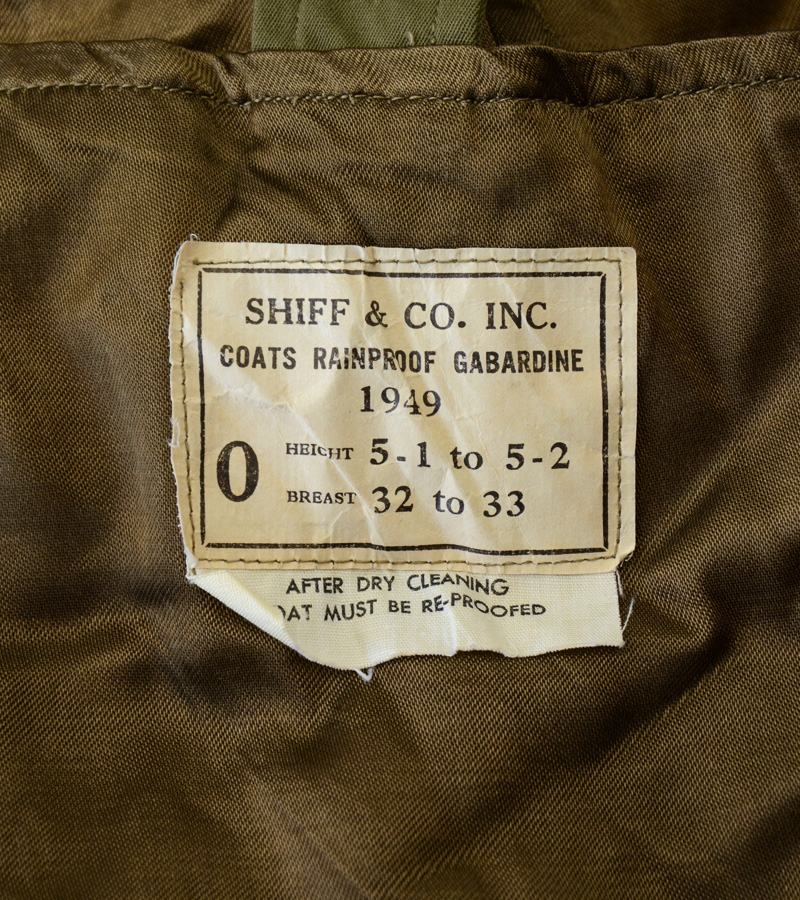 SHIFF & CO. INC.
COATS RAINPROOF GABARDINE
1949
0 HEIGHT 5-1 to 5-2
BREAST 32 to 33
AFTER DRY CLEANING
OAT MUST BE RE-PROOFED